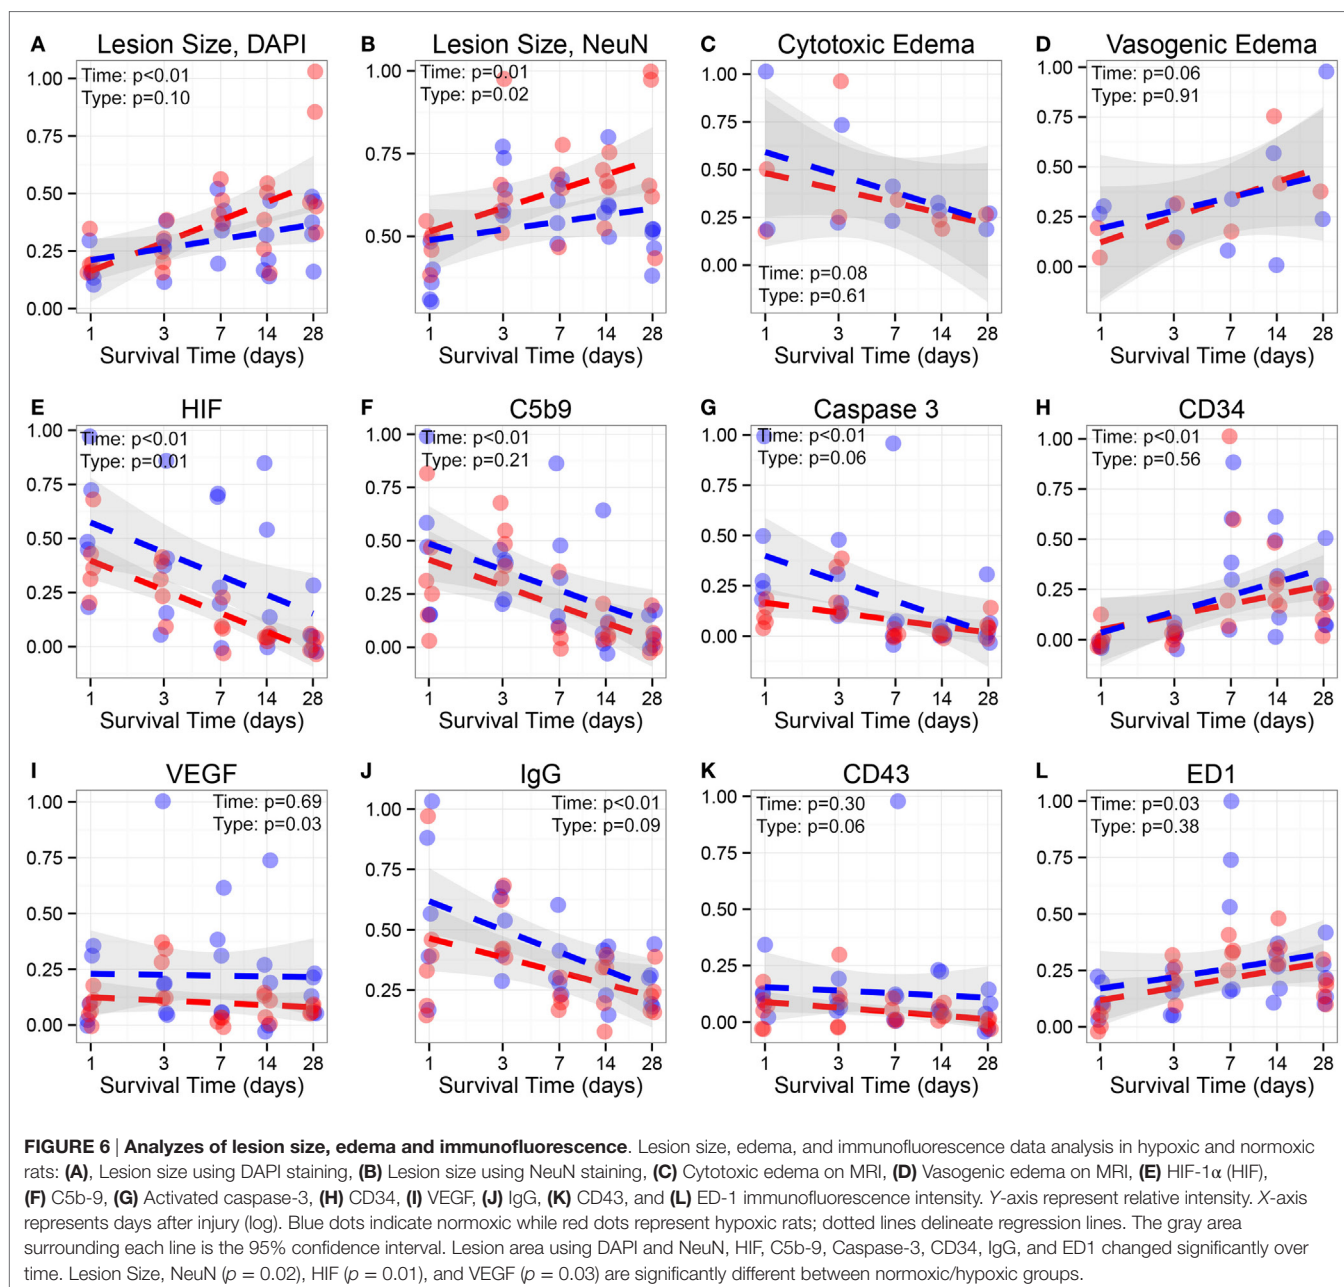 A Lesion Size, DAPI
Time: p<0.01
Type: p=0.10
1.00
0.75
0.50
0.25
0.00
1 3 7 14 28
Survival Time (days)
B Lesion Size, NeuN
Time: p=0.01
Type: p=0.02
1.00
0.75
0.50
1 3 7 14 28
Survival Time (days)
C Cytotoxic Edema
1.00
0.75
0.50
0.25
0.00
Time: p=0.08
Type: p=0.61
1 3 7 14 28
Survival Time (days)
D Vasogenic Edema
Time: p=0.06
Type: p=0.91
1.00
0.75
0.50
0.25
0.00
1 3 7 14 28
Survival Time (days)
E HIF
Time: p<0.01
Type: p=0.01
1.00
0.75
0.50
0.25
0.00
1 3 7 14 28
Survival Time (days)
F C5b9
Time: p<0.01
Type: p=0.21
1.00
0.75
0.50
0.25
0.00
1 3 7 14 28
Survival Time (days)
G Caspase 3
Time: p<0.01
Type: p=0.06
1.00
0.75
0.50
0.25
0.00
1 3 7 14 28
Survival Time (days)
H CD34
Time: p<0.01
Type: p=0.56
1.00
0.75
0.50
0.25
0.00
1 3 7 14 28
Survival Time (days)
I VEGF
Time: p=0.69
Type: p=0.03
1.00
0.75
0.50
0.25
0.00
1 3 7 14 28
Survival Time (days)
J IgG
Time: p<0.01
Type: p=0.09
1.00
0.75
0.50
0.25
1 3 7 14 28
Survival Time (days)
K CD43
Time: p=0.30
Type: p=0.06
1.00
0.75
0.50
0.25
0.00
1 3 7 14 28
Survival Time (days)
L ED1
Time: p=0.03
Type: p=0.38
1.00
0.75
0.50
0.25
0.00
1 3 7 14 28
Survival Time (days)
FIGURE 6 | Analyzes of lesion size, edema and immunofluorescence. Lesion size, edema, and immunofluorescence data analysis in hypoxic and normoxic
rats: (A), Lesion size using DAPI staining, (B) Lesion size using NeuN staining, (C) Cytotoxic edema on MRI, (D) Vasogenic edema on MRI, (E) HIF-1α (HIF),
(F) C5b-9, (G) Activated caspase-3, (H) CD34, (I) VEGF, (J) IgG, (K) CD43, and (L) ED-1 immunofluorescence intensity. Y-axis represent relative intensity. X-axis
represents days after injury (log). Blue dots indicate normoxic while red dots represent hypoxic rats; dotted lines delineate regression lines. The gray area
surrounding each line is the 95% confidence interval. Lesion area using DAPI and NeuN, HIF, C5b-9, Caspase-3, CD34, IgG, and ED1 changed significantly over
time. Lesion Size, NeuN (p = 0.02), HIF (p = 0.01), and VEGF (p = 0.03) are significantly different between normoxic/hypoxic groups.